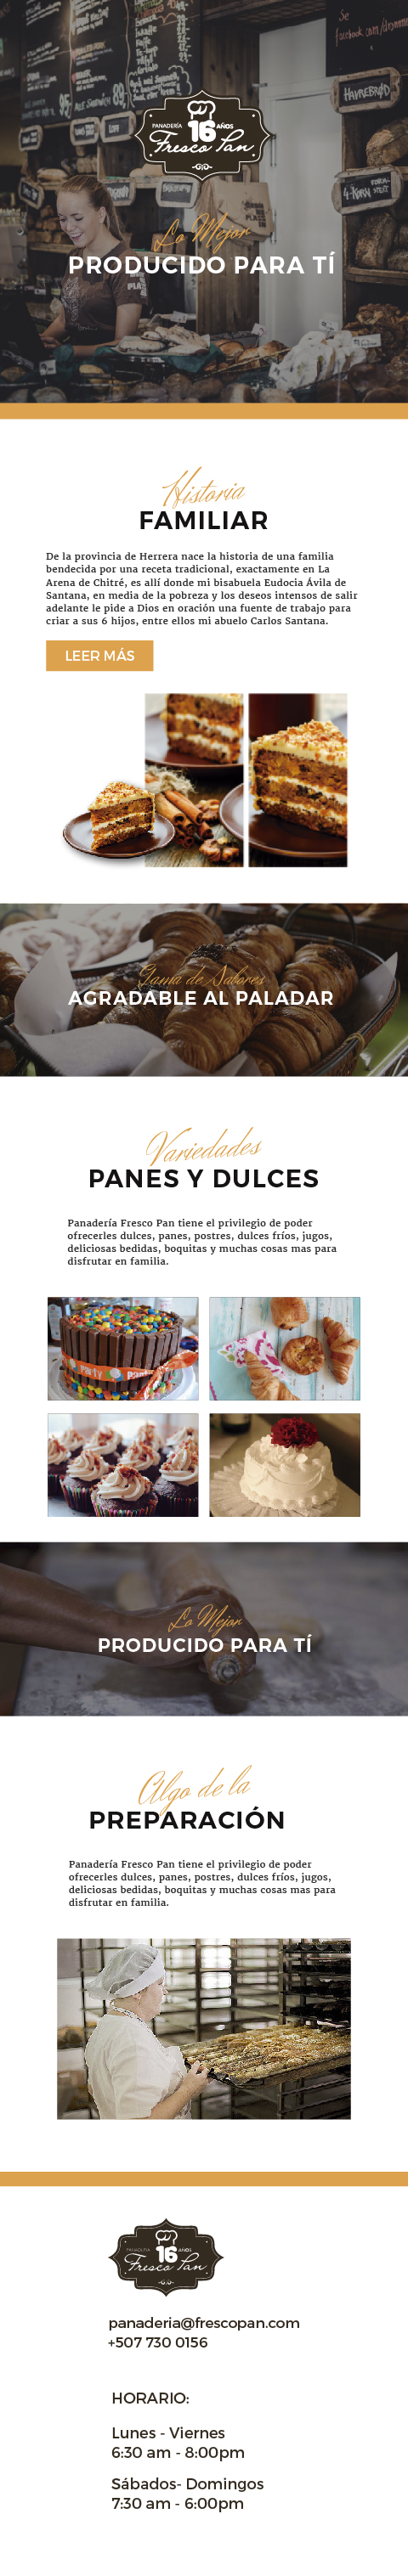 Se
facebook.com/
HAVREBRØD
PANADERÍA 16 AÑOS
Fresco Pan
Lo Mejor
PRODUCIDO PARA TÍ
Historia
FAMILIAR
De la provincia de Herrera nace la historia de una familia
bendecida por una receta tradicional, exactamente en La
Arena de Chitré, es allí donde mi bisabuela Eudocia Ávila de
Santana, en media de la pobreza y los deseos intensos de salir
adelante le pide a Dios en oración una fuente de trabajo para
criar a sus 6 hijos, entre ellos mi abuelo Carlos Santana.
LEER MÁS
Gama de Sabores
AGRADABLE AL PALADAR
Variedades
PANES Y DULCES
Panadería Fresco Pan tiene el privilegio de poder
ofrecerles dulces, panes, postres, dulces fríos, jugos,
deliciosas bedidas, boquitas y muchas cosas mas para
disfrutar en familia.
Party
Lo Mejor
PRODUCIDO PARA TÍ
Algo de la
PREPARACIÓN
Panadería Fresco Pan tiene el privilegio de poder
ofrecerles dulces, panes, postres, dulces fríos, jugos,
deliciosas bedidas, boquitas y muchas cosas mas para
disfrutar en familia.
16 AÑOS
Fresco Pan
panaderia@frescopan.com
+507 730 0156
HORARIO:
Lunes - Viernes
6:30 am - 8:00pm
Sábados- Domingos
7:30 am - 6:00pm